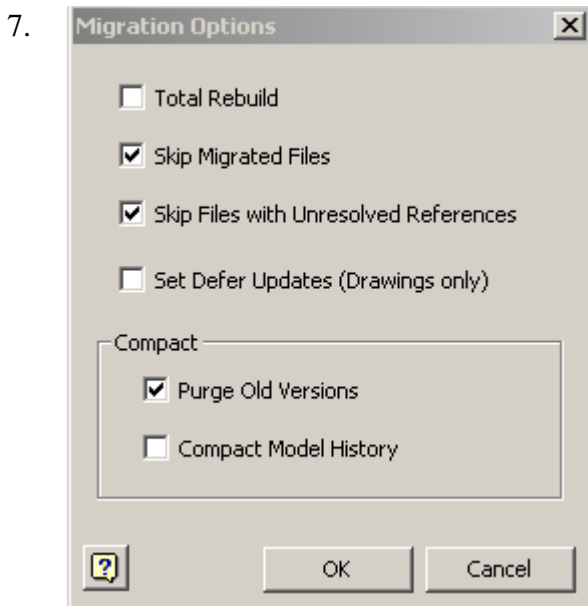 7.
Migration Options
Total Rebuild
Skip Migrated Files
Skip Files with Unresolved References
Set Defer Updates (Drawings only)
Compact
Purge Old Versions
Compact Model History
?
OK Cancel